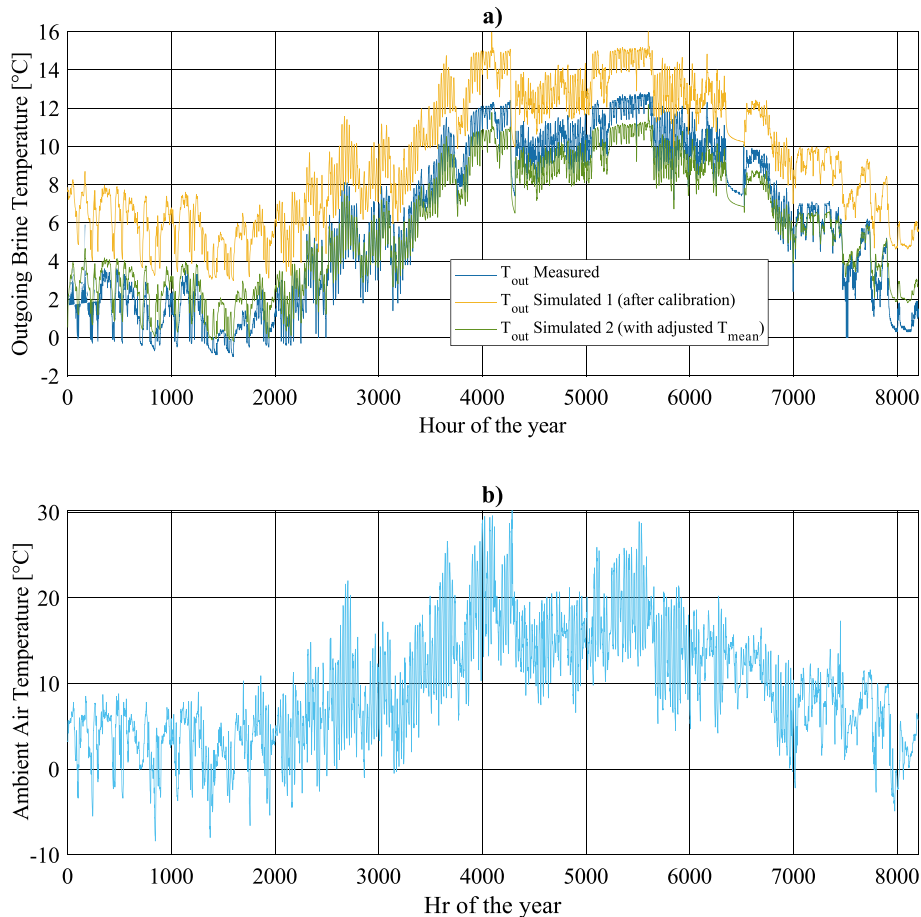 a)
Outgoing Brine Temperature [°C]
16
14
12
10
8
6
4
2
0
-2
T_out Measured
T_out Simulated 1 (after calibration)
T_out Simulated 2 (with adjusted T_mean)
0 1000 2000 3000 4000 5000 6000 7000 8000
Hour of the year
b)
Ambient Air Temperature [°C]
30
20
10
0
-10
0 1000 2000 3000 4000 5000 6000 7000 8000
Hr of the year